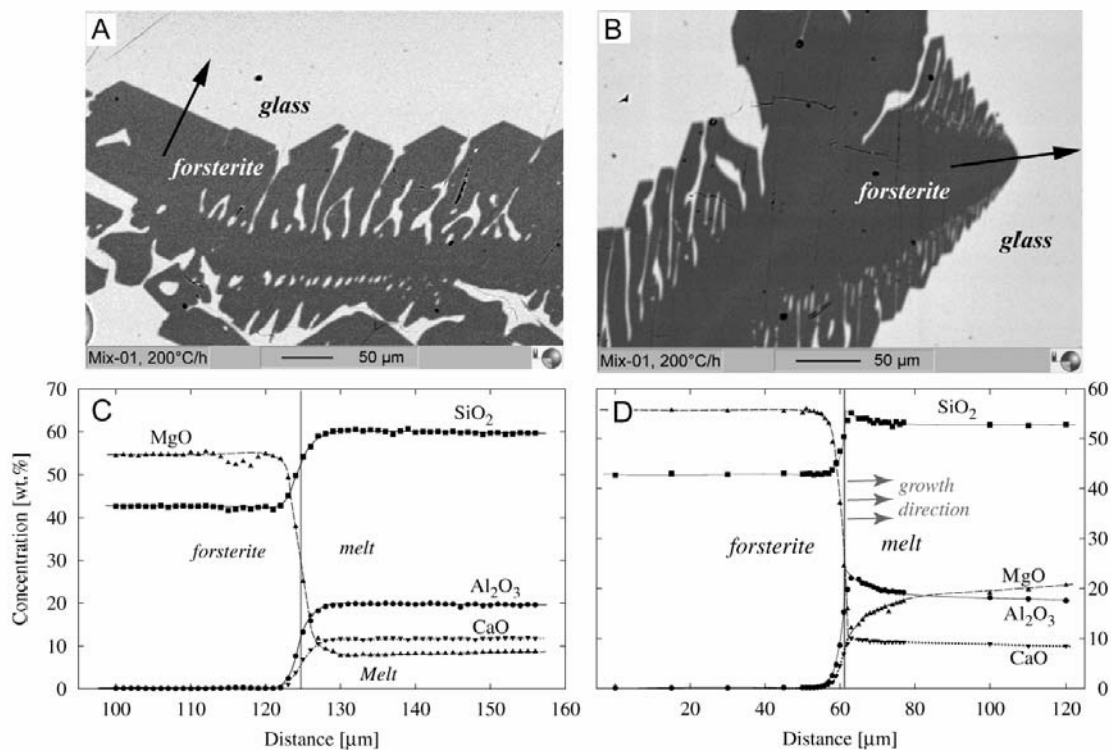 A
glass
forsterite
Mix-01, 200°C/h
50 µm
B
forsterite
glass
Mix-01, 200°C/h
50 µm
C
SiO₂
MgO
forsterite
melt
Al₂O₃
CaO
Melt
Concentration [wt,%]
70
60
50
40
30
20
10
0
100
120
130
140
150
160
Distance [µm]
D
SiO₂
growth
direction
forsterite
melt
MgO
Al₂O₃
CaO
60
50
40
30
20
10
0
0
20
40
60
80
100
120
Distance [µm]